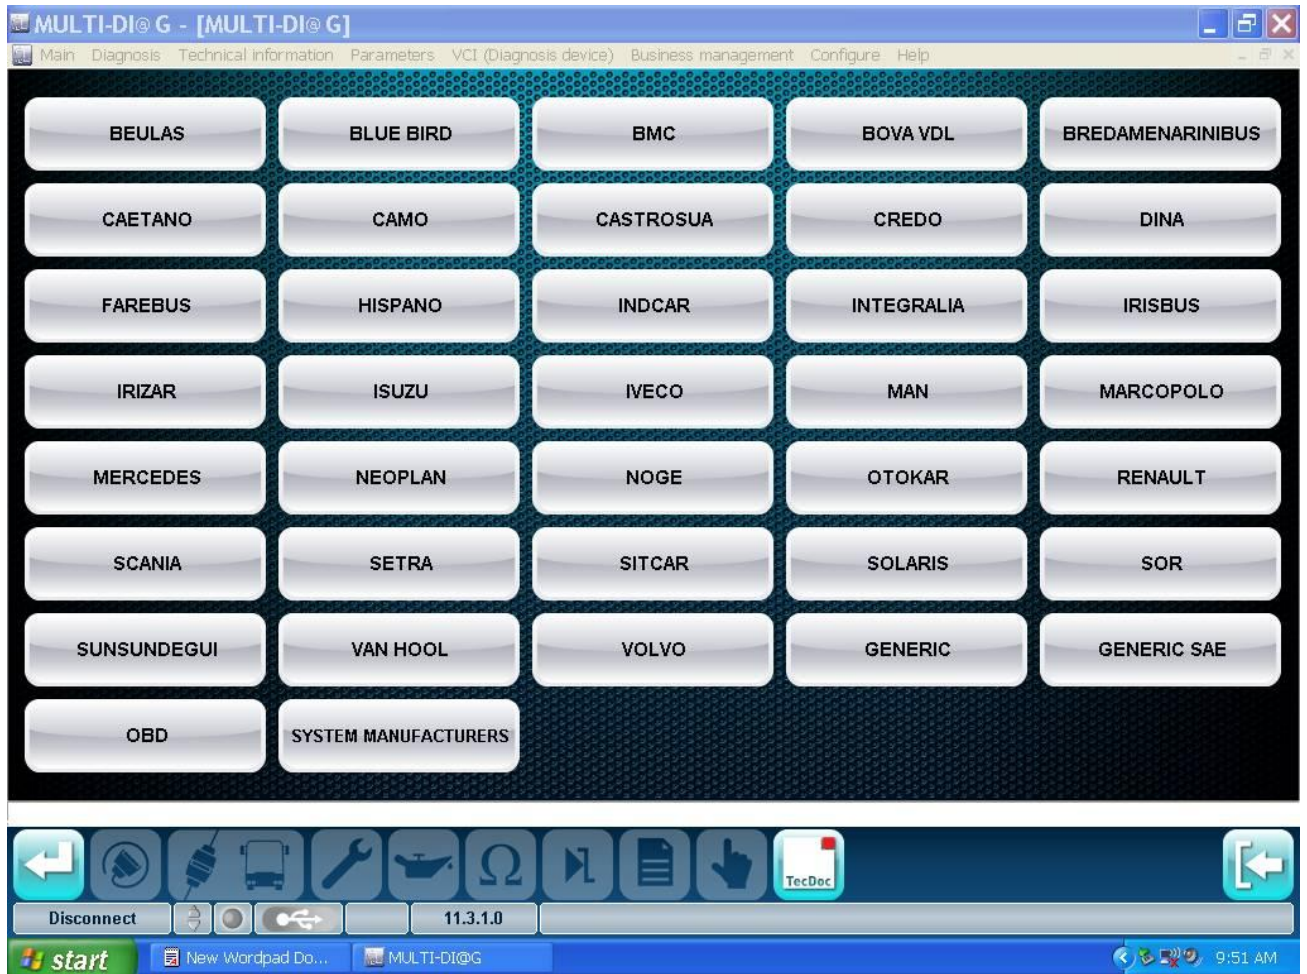 MULTI-DI@G - [MULTI-DI@G]
Main Diagnosis Technical information Parameters VCI (Diagnosis device) Business management Configure Help
BEULAS BLUE BIRD BMC BOVA VDL BREDAMENARINIBUS
CAETANO CAMO CASTROSUA CREDO DINA
FAREBUS HISPANO INDCAR INTEGRALIA IRISBUS
IRIZAR ISUZU IVECO MAN MARCOPOLO
MERCEDES NEOPLAN NOGE OTOKAR RENAULT
SCANIA SETRA SITCAR SOLARIS SOR
SUNSUNDEGUI VAN HOOL VOLVO GENERIC GENERIC SAE
OBD SYSTEM MANUFACTURERS
Ω TecDoc
Disconnect 11.3.1.0
start New Wordpad Do... MULTI-DI@G 9:51 AM